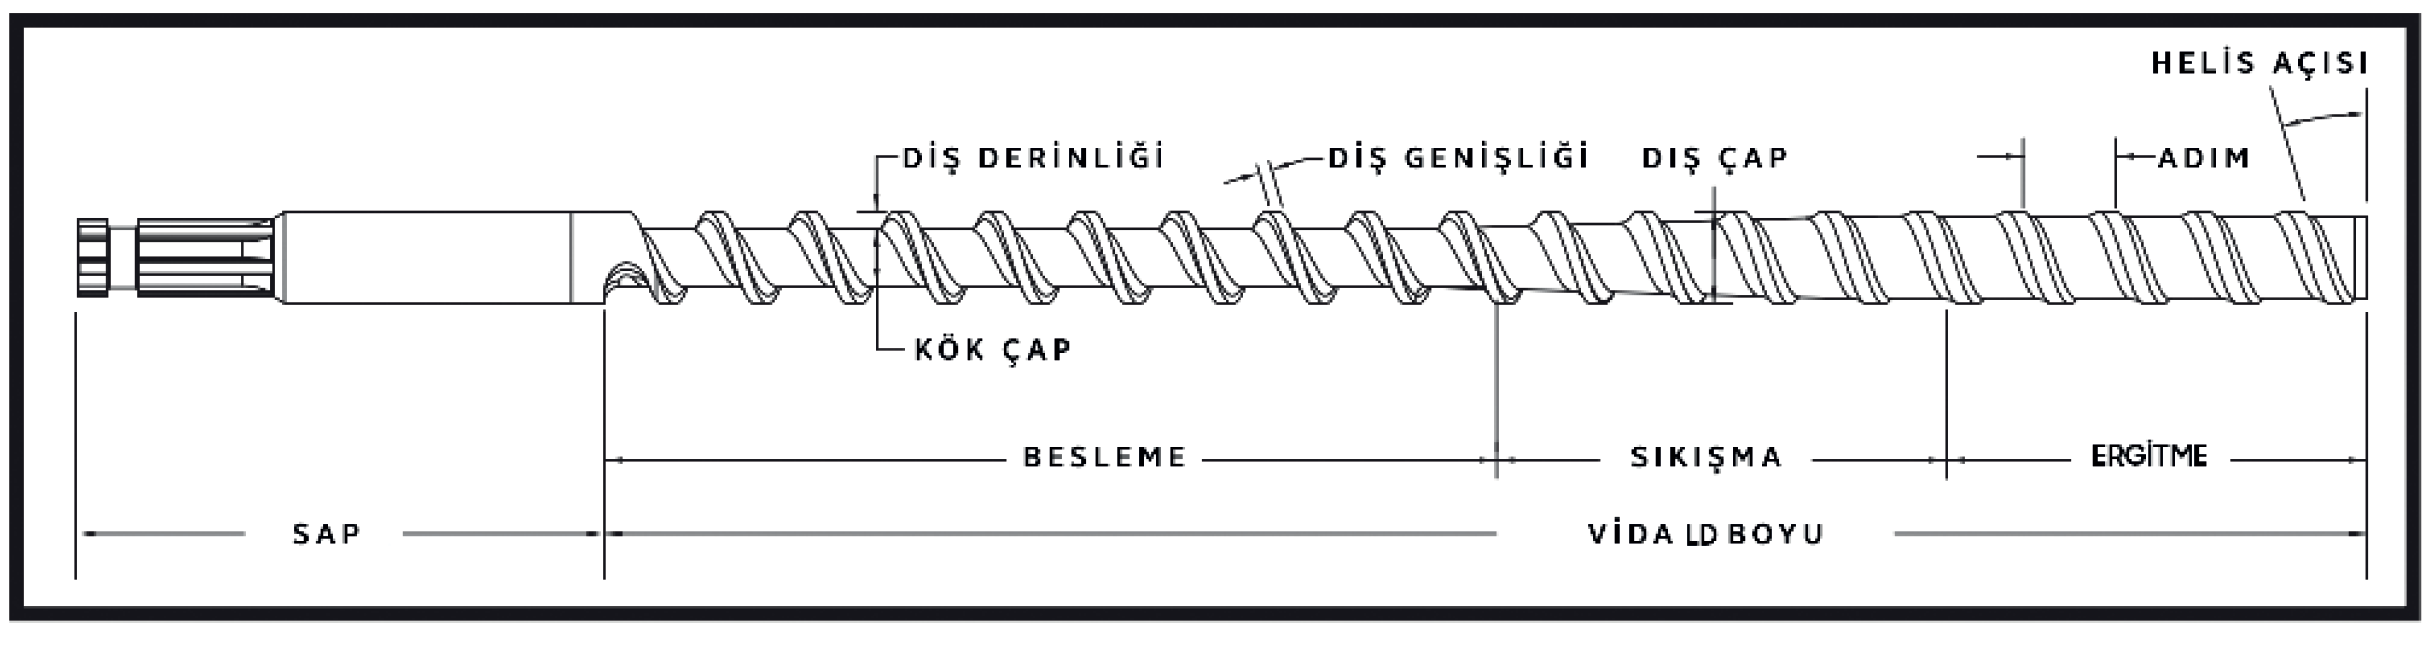 HELİS AÇISI
DİŞ DERİNLİĞİ
DİŞ GENİŞLİĞİ
DIŞ ÇAP
ADIM
KÖK ÇAP
BESLEME
SIKIŞMA
ERGİTME
SAP
VİDA LD BOYU